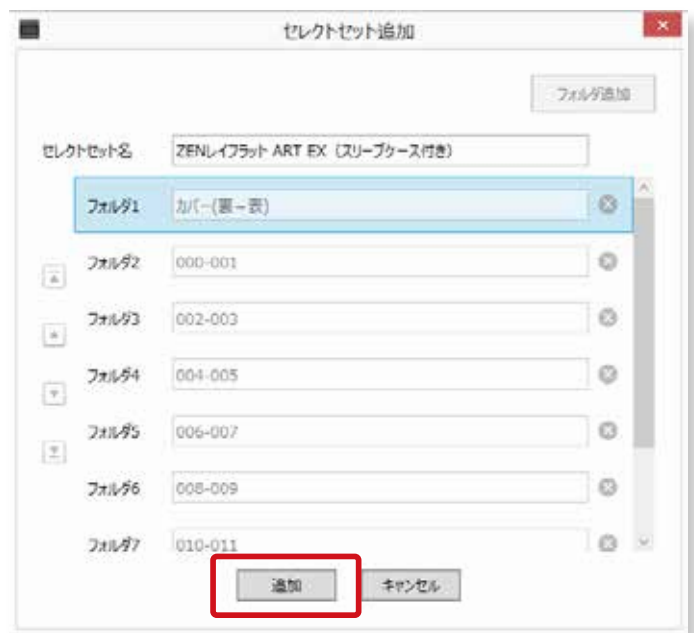 セレクトセット追加
フォルダ追加
セレクトセット名 ZENレイフラット ART EX（スリーブケース付き）
フォルダ1 カバー(裏－表)
フォルダ2 000-001
フォルダ3 002-003
フォルダ4 004-005
フォルダ5 006-007
フォルダ6 008-009
フォルダ7 010-011
追加 キャンセル